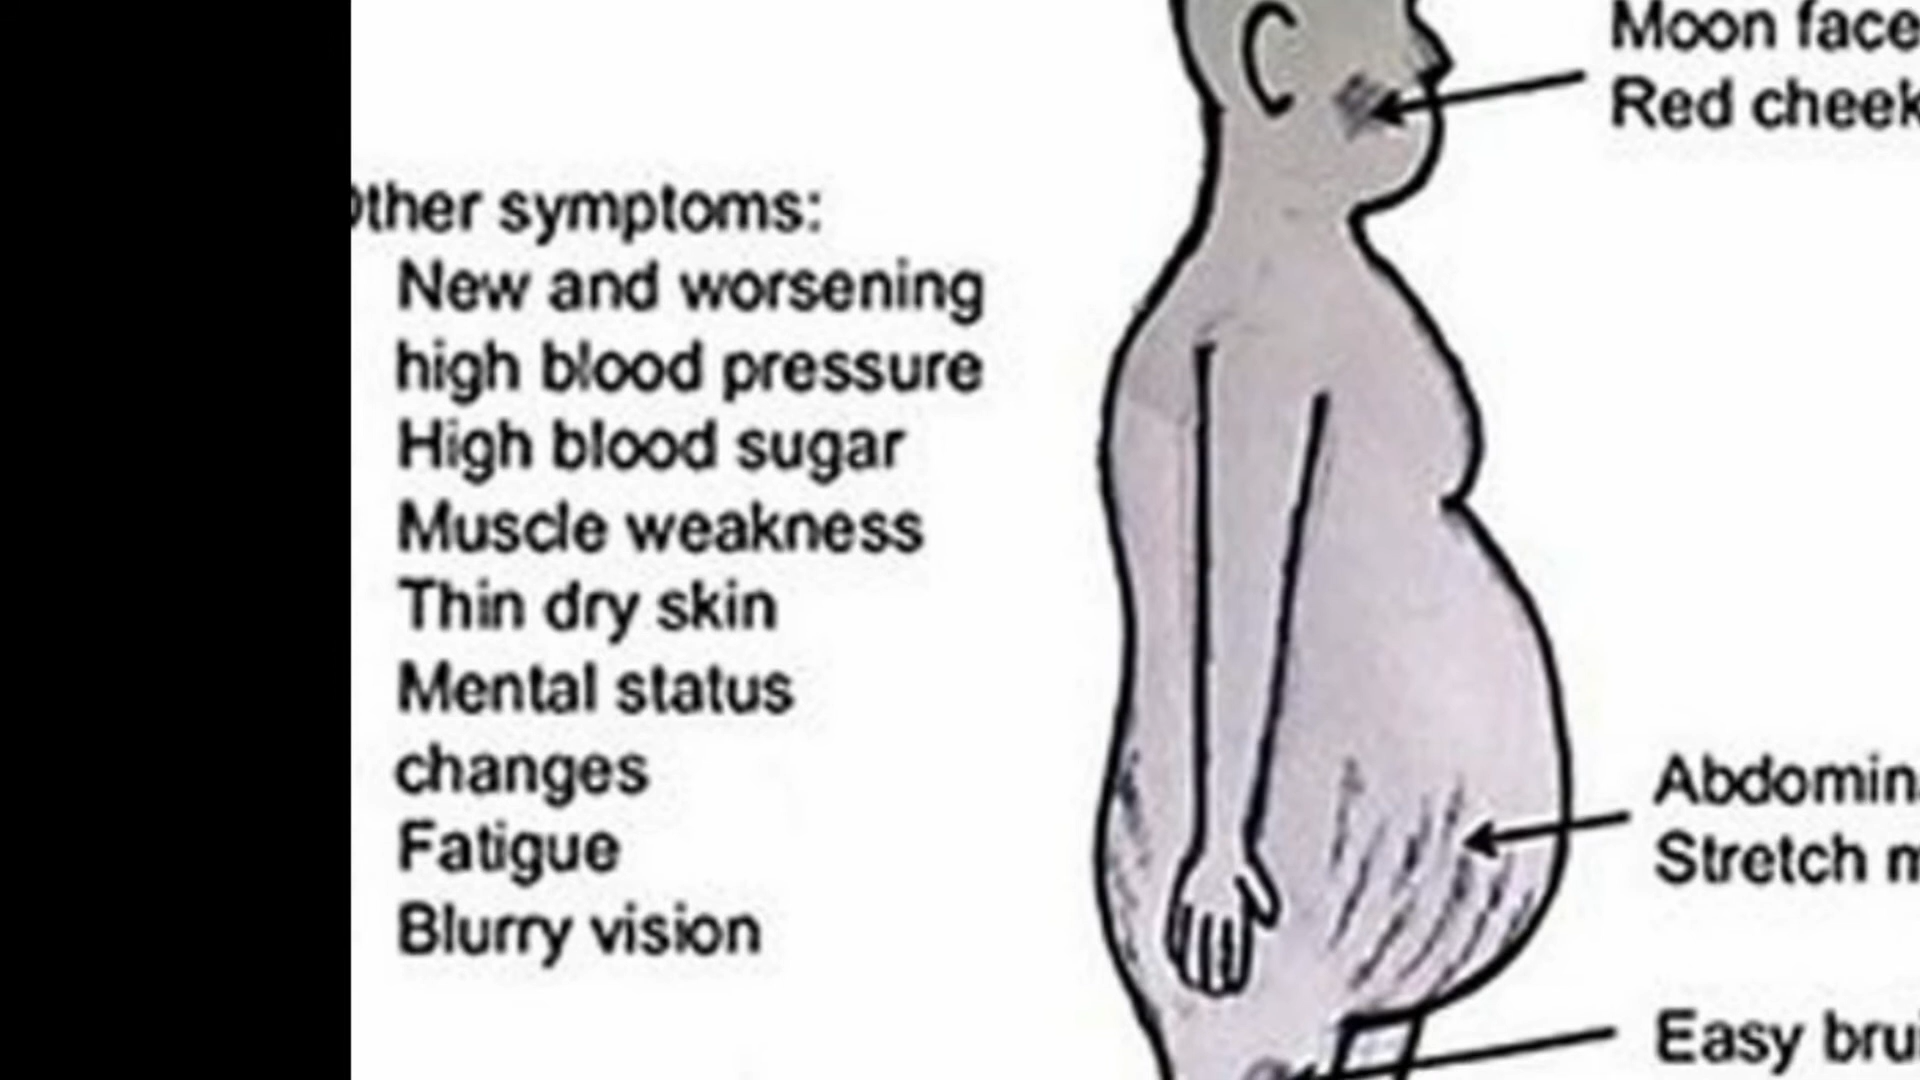 Moon face
Red cheek
Other symptoms:
New and worsening
high blood pressure
High blood sugar
Muscle weakness
Thin dry skin
Mental status
changes
Fatigue
Blurry vision
Abdomin
Stretch m
Easy bru